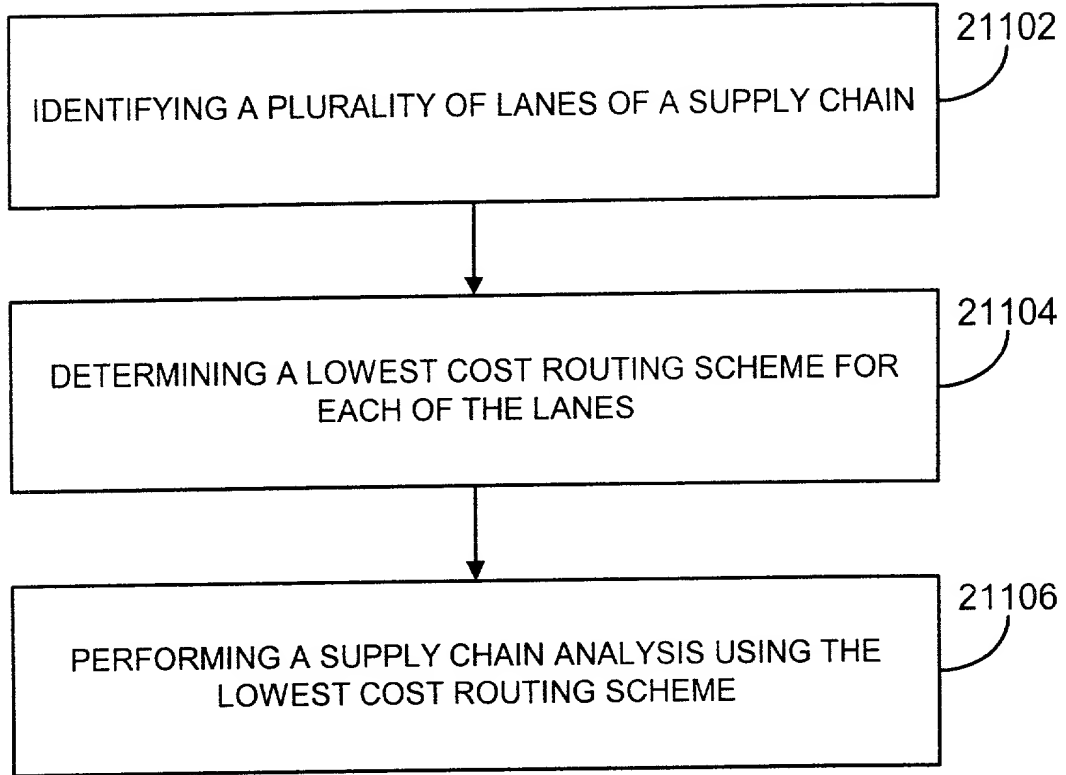 21102
IDENTIFYING A PLURALITY OF LANES OF A SUPPLY CHAIN
21104
DETERMINING A LOWEST COST ROUTING SCHEME FOR
EACH OF THE LANES
21106
PERFORMING A SUPPLY CHAIN ANALYSIS USING THE
LOWEST COST ROUTING SCHEME